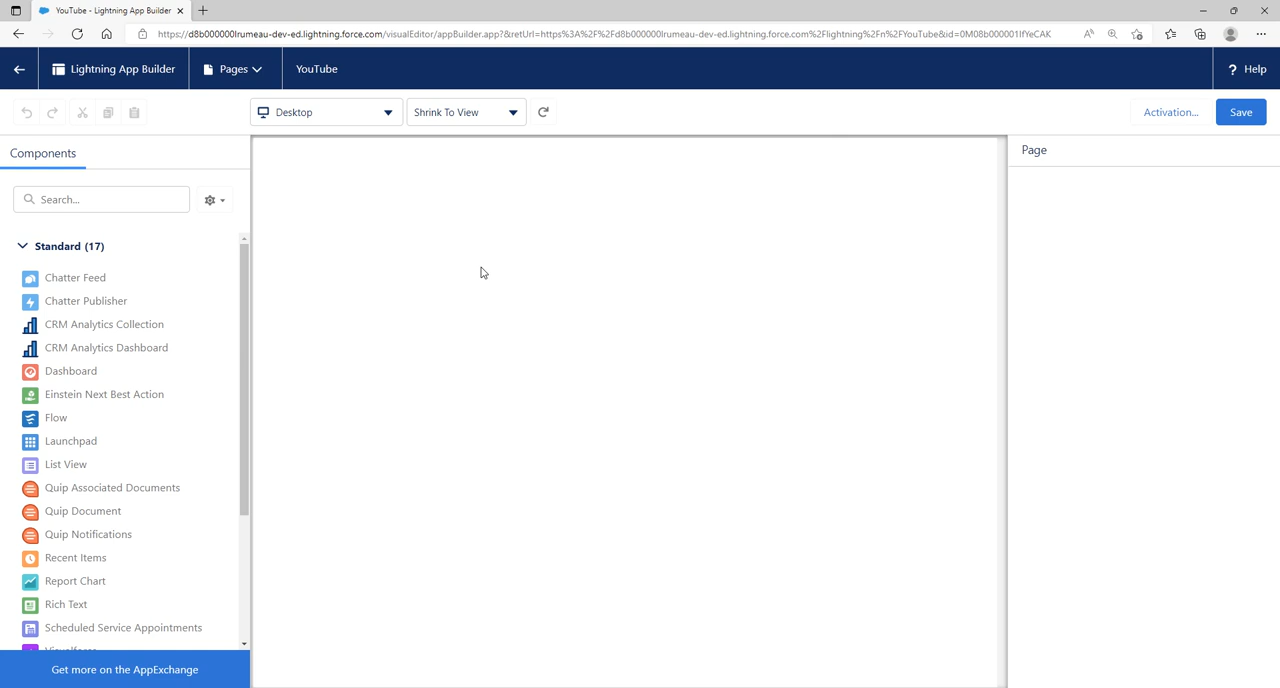 YouTube - Lightning App Builder
https://d8b000000lrumeau-dev-ed.lightning.force.com/visualEditor/appBuilder.app?&retUrl=https%3A%2F%2Fd8b000000lrumeau-dev-ed.lightning.force.com%2Flightning%2Fn%2FYouTube&id=0M08b000001IfYeCAK
Lightning App Builder
Pages
YouTube
? Help
Desktop
Shrink To View
Activation...
Save
Components
Page
Search...
Standard (17)
Chatter Feed
Chatter Publisher
CRM Analytics Collection
CRM Analytics Dashboard
Dashboard
Einstein Next Best Action
Flow
Launchpad
List View
Quip Associated Documents
Quip Document
Quip Notifications
Recent Items
Report Chart
Rich Text
Scheduled Service Appointments
Get more on the AppExchange